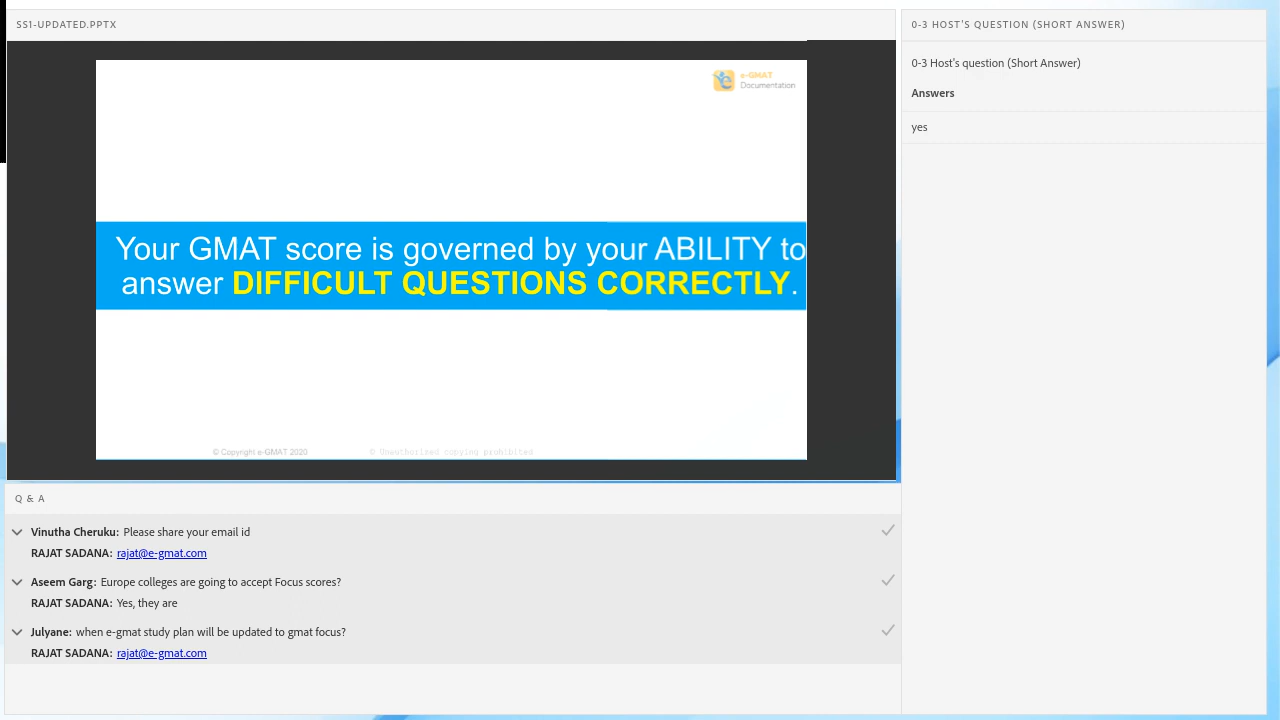 SS1-UPDATED.PPTX
e-GMAT
Documentation
Your GMAT score is governed by your ABILITY to
answer DIFFICULT QUESTIONS CORRECTLY.
© Copyright e-GMAT 2020
© Unauthorized copying prohibited
Q & A
Vinutha Cheruku: Please share your email id
RAJAT SADANA: rajat@e-gmat.com
Aseem Garg: Europe colleges are going to accept Focus scores?
RAJAT SADANA: Yes, they are
Julyane: when e-gmat study plan will be updated to gmat focus?
RAJAT SADANA: rajat@e-gmat.com
0-3 HOST'S QUESTION (SHORT ANSWER)
0-3 Host's question (Short Answer)
Answers
yes